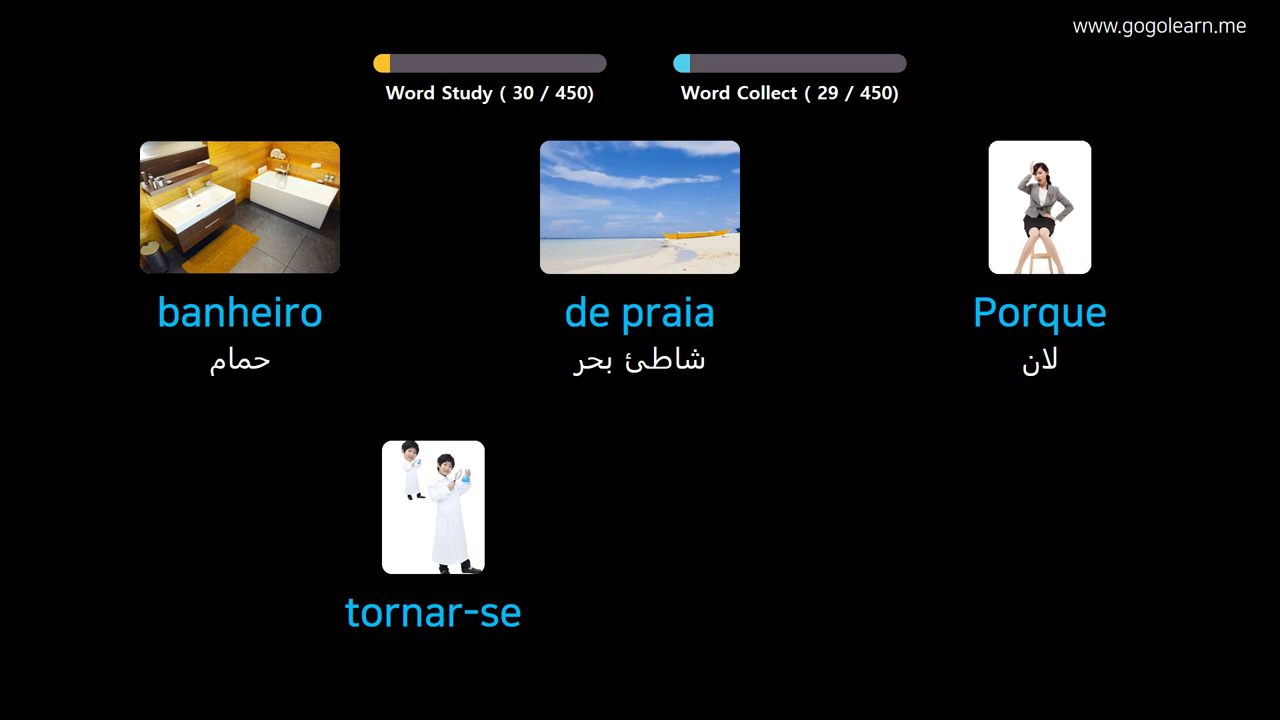 www.gogolearn.me
Word Study ( 30 / 450)
Word Collect ( 29 / 450)
banheiro
de praia
Porque
حمام
شاطئ بحر
لان
tornar-se